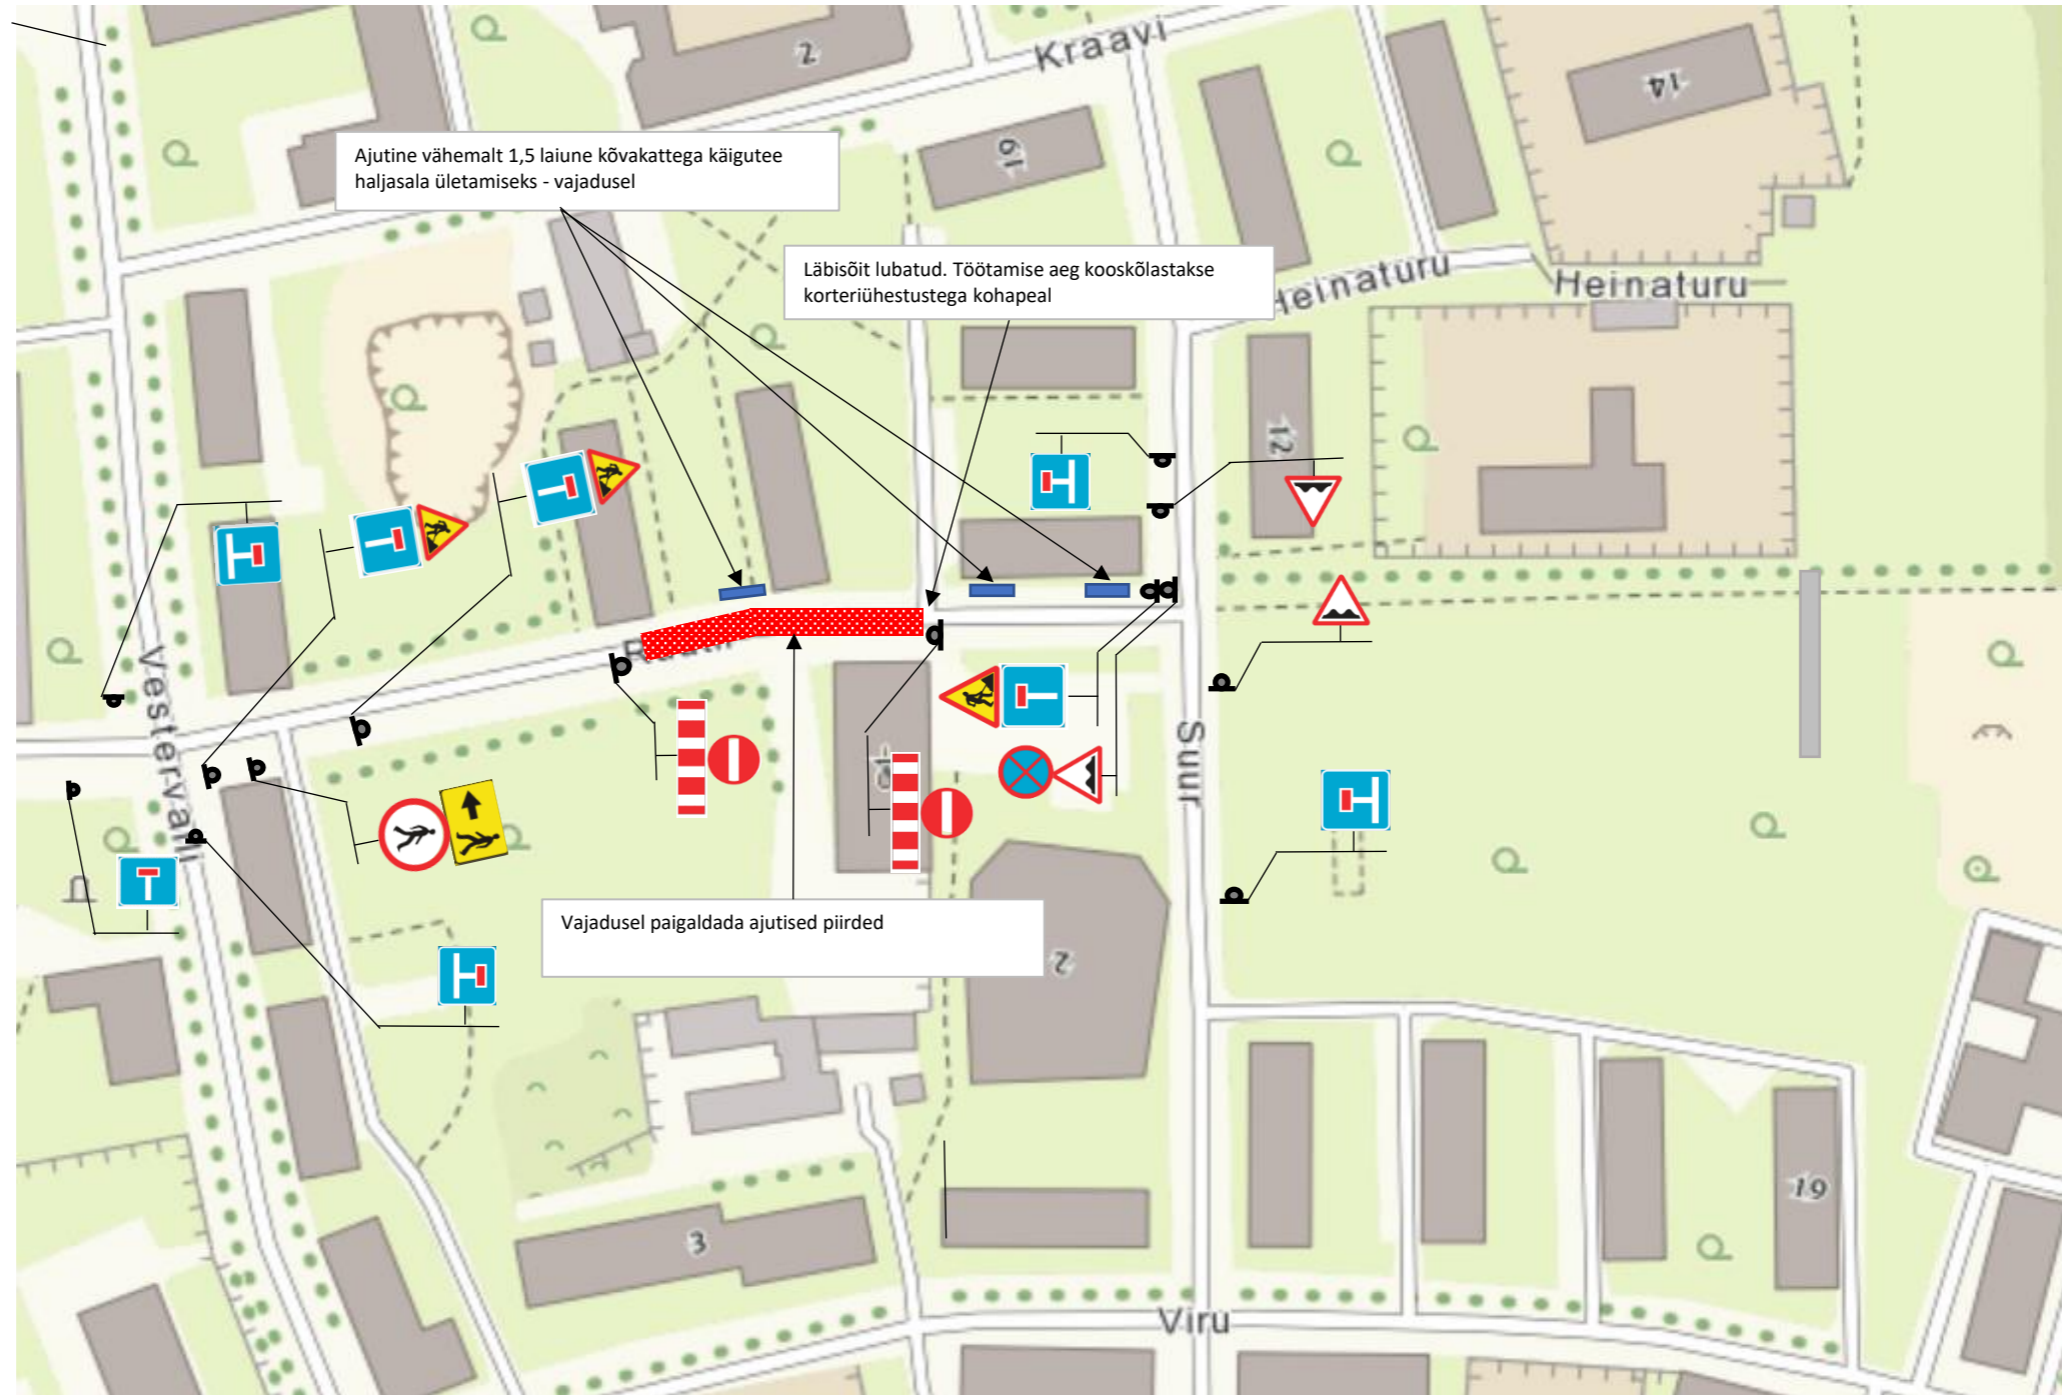 Kraavi
2
14
Ajutine vähemalt 1,5 laiune kõvakattega käigutee
haljasala ületamiseks - vajadusel
19
Läbisõit lubatud. Töötamise aeg kooskõlastakse
korteriühestustega kohapeal
Heinaturu
Heinaturu
12
Vestervalli
Suur
Vajadusel paigaldada ajutised piirded
2
3
19
Viru